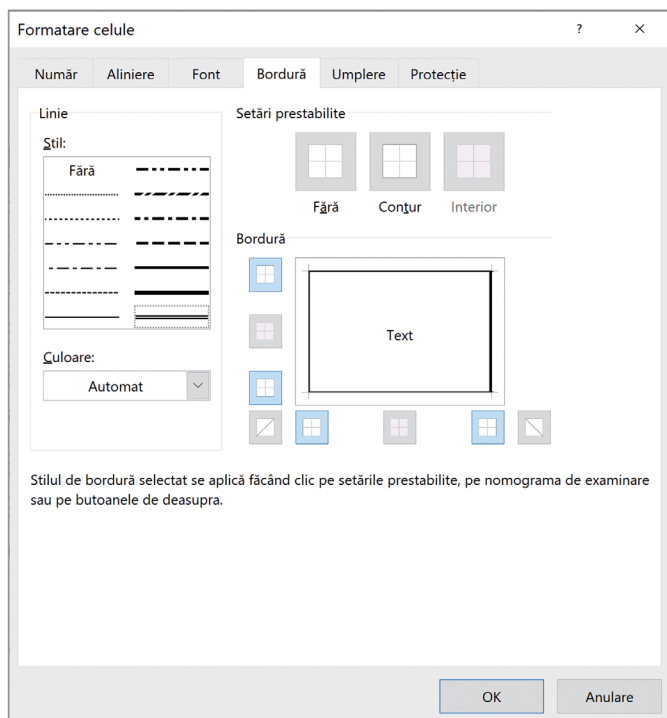 Formatare celule ? ×
Număr Aliniere Font Bordură Umplere Protecție
Linie
Stil:
Fără
Culoare:
Automat
Setări prestabilite
Fără Contur Interior
Bordură
Text
Stilul de bordură selectat se aplică făcând clic pe setările prestabilite, pe nomograma de examinare
sau pe butoanele de deasupra.
OK Anulare